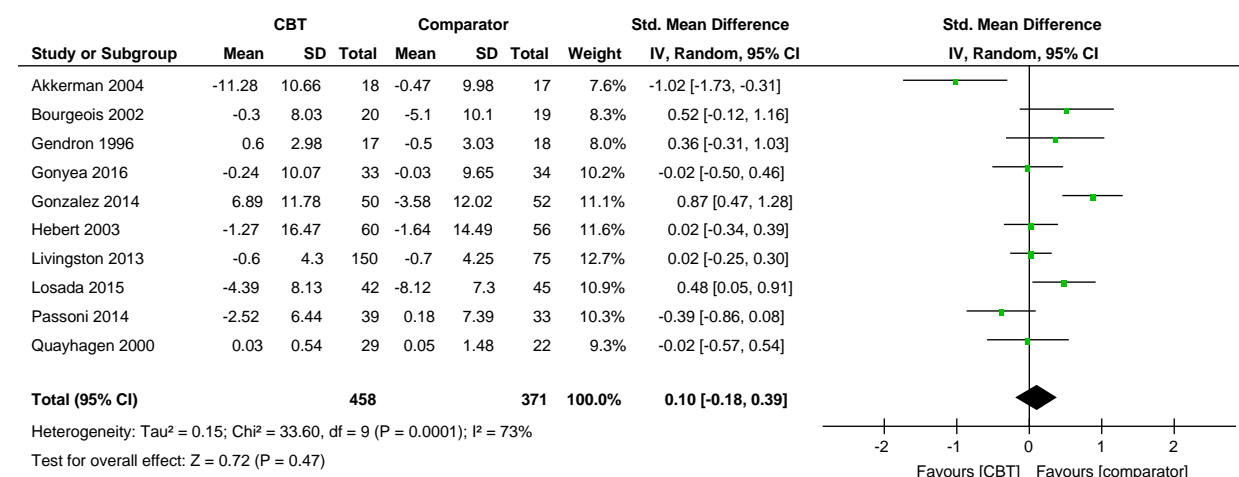 CBT Comparator Std. Mean Difference Std. Mean Difference
Study or Subgroup Mean SD Total Mean SD Total Weight IV, Random, 95% CI IV, Random, 95% CI
Akkerman 2004 -11.28 10.66 18 -0.47 9.98 17 7.6% -1.02 [-1.73, -0.31]
Bourgeois 2002 -0.3 8.03 20 -5.1 10.1 19 8.3% 0.52 [-0.12, 1.16]
Gendron 1996 0.6 2.98 17 -0.5 3.03 18 8.0% 0.36 [-0.31, 1.03]
Gonyea 2016 -0.24 10.07 33 -0.03 9.65 34 10.2% -0.02 [-0.50, 0.46]
Gonzalez 2014 6.89 11.78 50 -3.58 12.02 52 11.1% 0.87 [0.47, 1.28]
Hebert 2003 -1.27 16.47 60 -1.64 14.49 56 11.6% 0.02 [-0.34, 0.39]
Livingston 2013 -0.6 4.3 150 -0.7 4.25 75 12.7% 0.02 [-0.25, 0.30]
Losada 2015 -4.39 8.13 42 -8.12 7.3 45 10.9% 0.48 [0.05, 0.91]
Passoni 2014 -2.52 6.44 39 0.18 7.39 33 10.3% -0.39 [-0.86, 0.08]
Quayhagen 2000 0.03 0.54 29 0.05 1.48 22 9.3% -0.02 [-0.57, 0.54]
Total (95% CI) 458 371 100.0% 0.10 [-0.18, 0.39]
Heterogeneity: Tau² = 0.15; Chi² = 33.60, df = 9 (P = 0.0001); I² = 73%
Test for overall effect: Z = 0.72 (P = 0.47)
-2 -1 0 1 2
Favours [CBT] Favours [comparator]